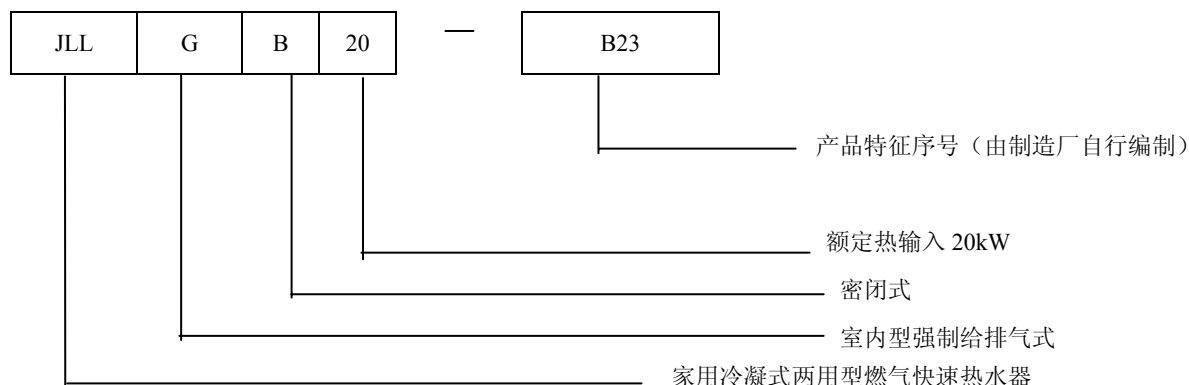 JLL G B 20 — B23
产品特征序号（由制造厂自行编制）
额定热输入 20kW
密闭式
室内型强制给排气式
家用冷凝式两用型燃气快速热水器